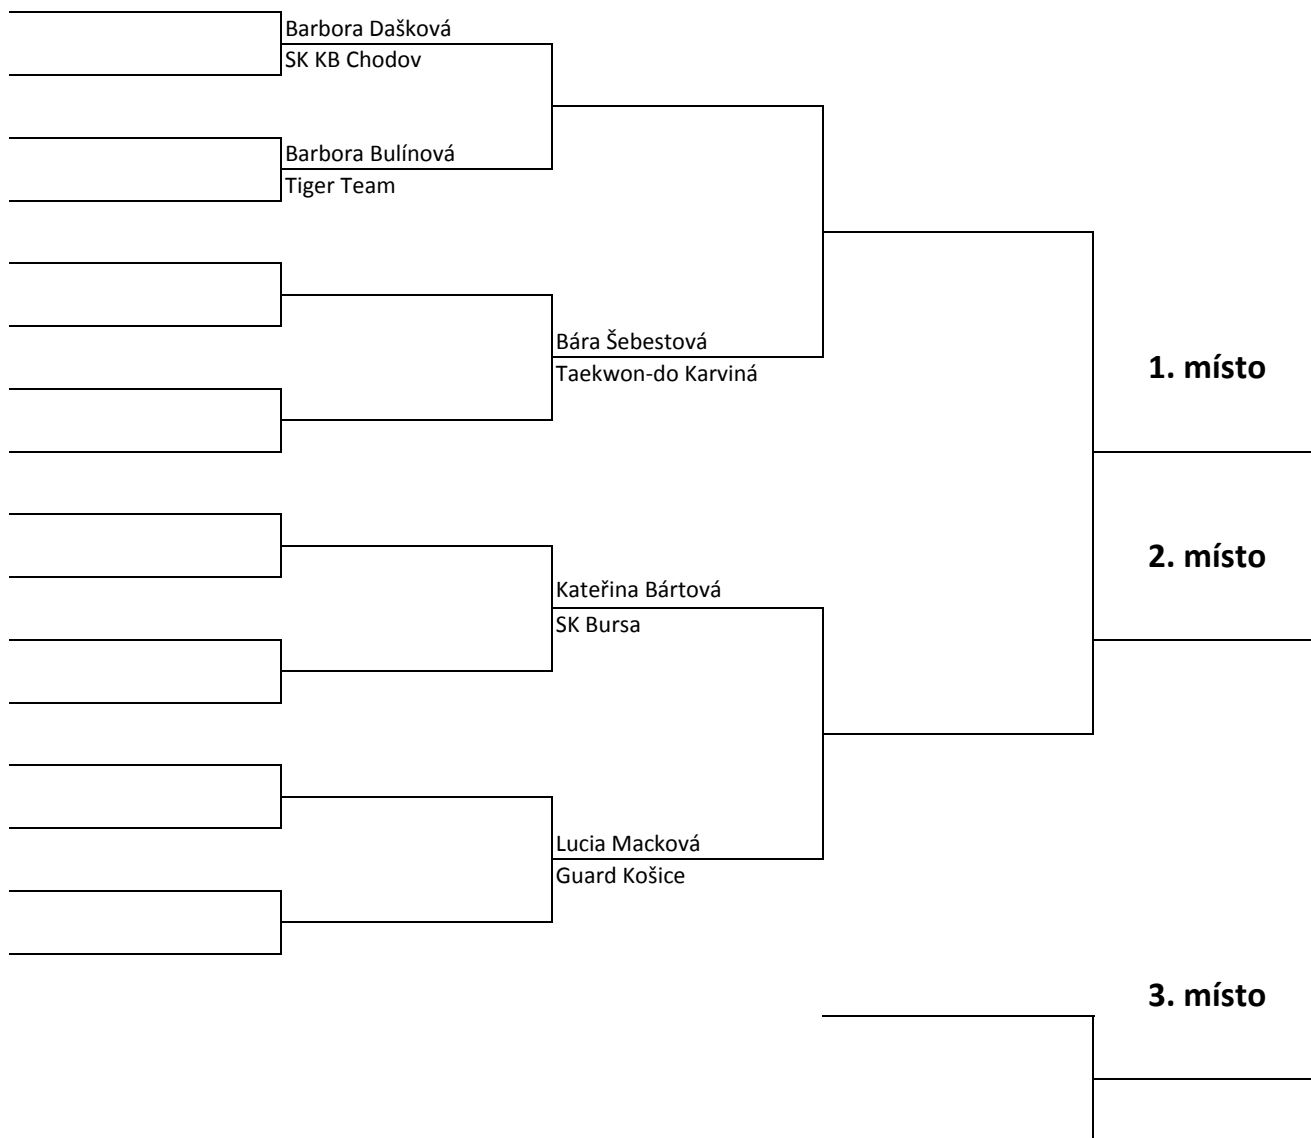 Barbora Dašková
SK KB Chodov
Barbora Bulínová
Tiger Team
Bára Šebestová
Taekwon-do Karviná
1. místo
2. místo
Kateřina Bártová
SK Bursa
Lucia Macková
Guard Košice
3. místo